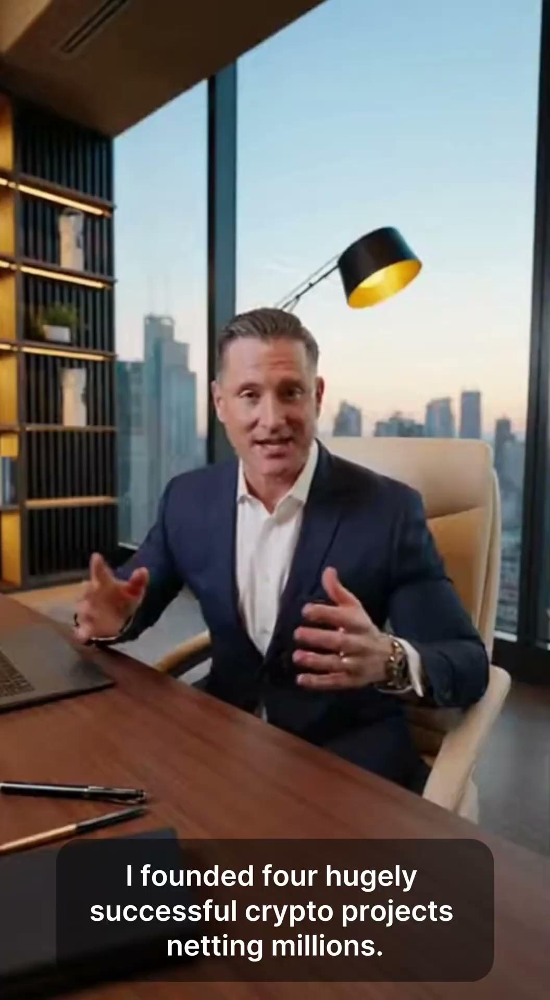 I founded four hugely
successful crypto projects
netting millions.